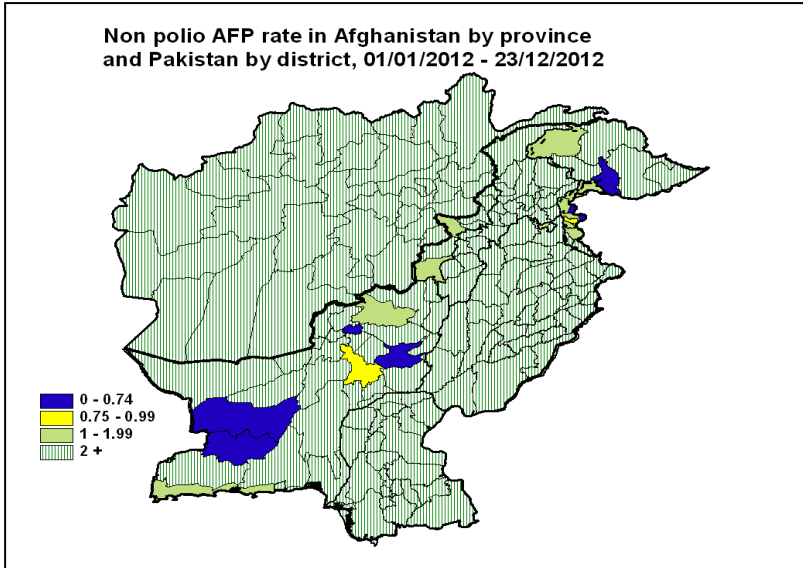 Non polio AFP rate in Afghanistan by province
and Pakistan by district, 01/01/2012 - 23/12/2012
0 - 0.74
0.75 - 0.99
1 - 1.99
2 +